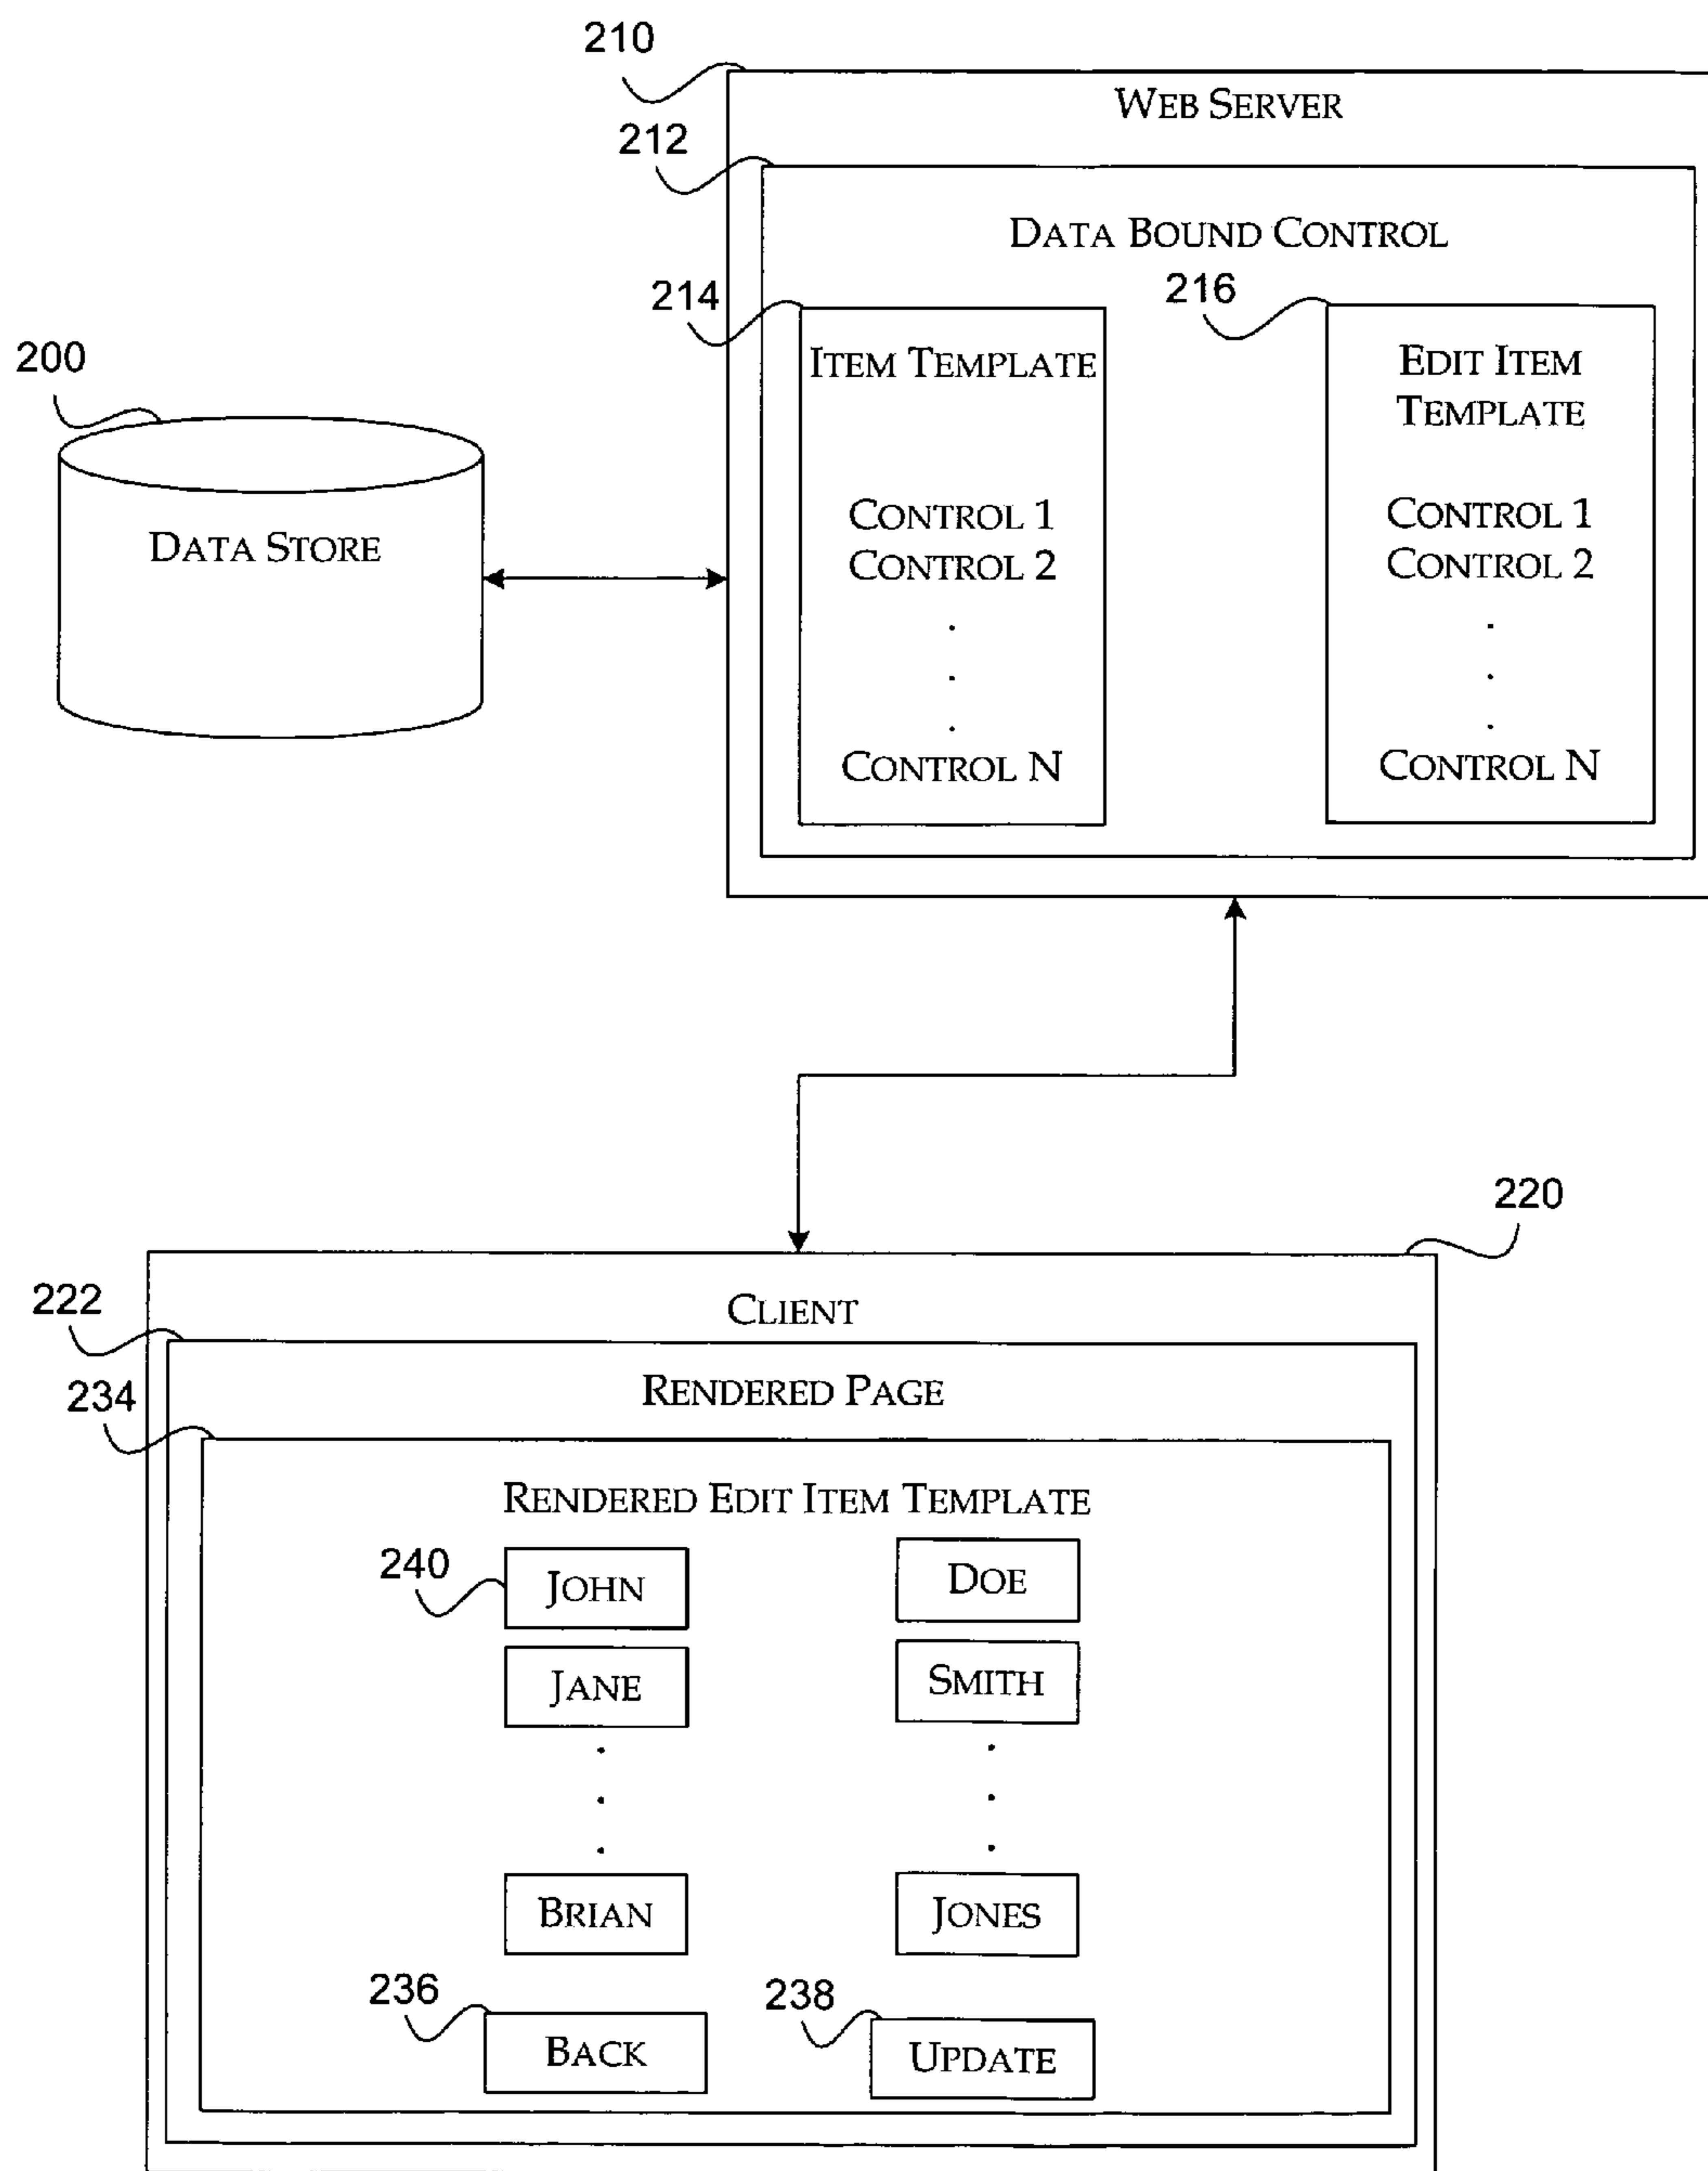 210
WEB SERVER
212
DATA BOUND CONTROL
214
216
ITEM TEMPLATE
EDIT ITEM
TEMPLATE
CONTROL 1
CONTROL 2
.
.
.
CONTROL N
CONTROL 1
CONTROL 2
.
.
.
CONTROL N
200
DATA STORE
220
CLIENT
222
RENDERED PAGE
234
RENDERED EDIT ITEM TEMPLATE
240
JOHN
DOE
JANE
SMITH
. .
. .
. .
BRIAN
JONES
236
BACK
238
UPDATE